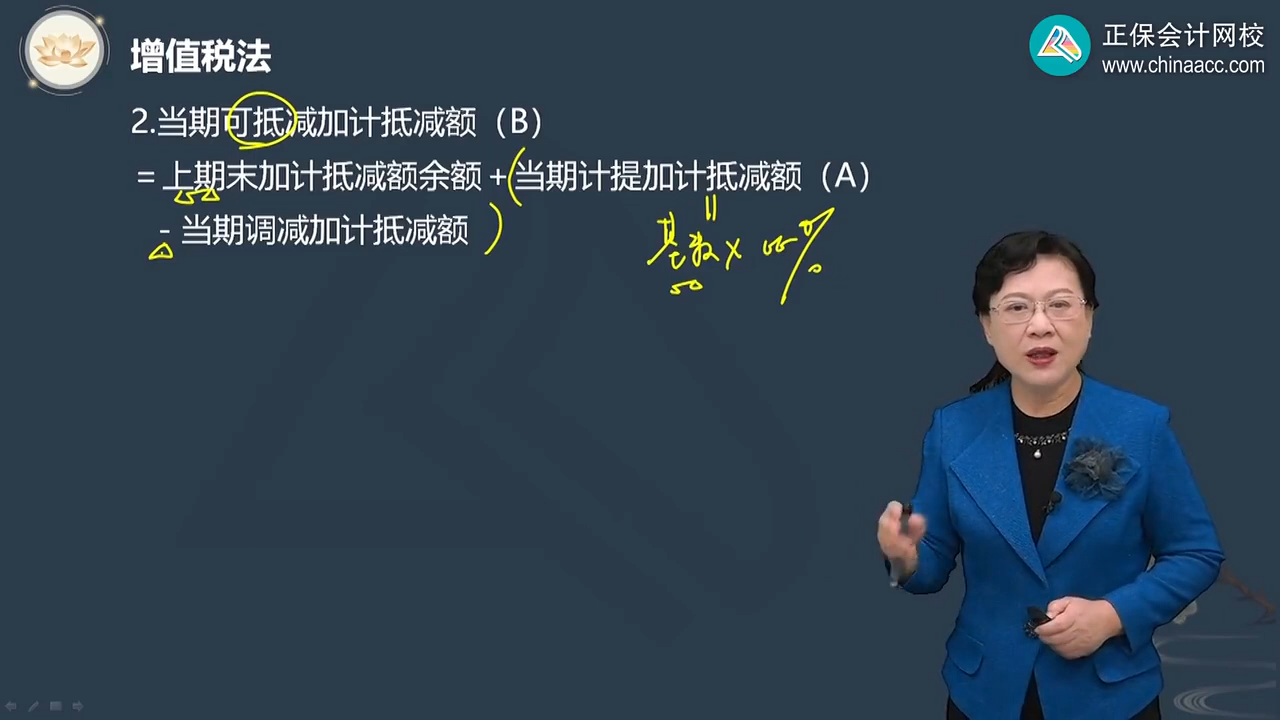 增值税法
正保会计网校
www.chinaacc.com
2.当期可抵减加计抵减额（B）
=上期末加计抵减额余额+当期计提加计抵减额（A）
-当期调减加计抵减额
基数×